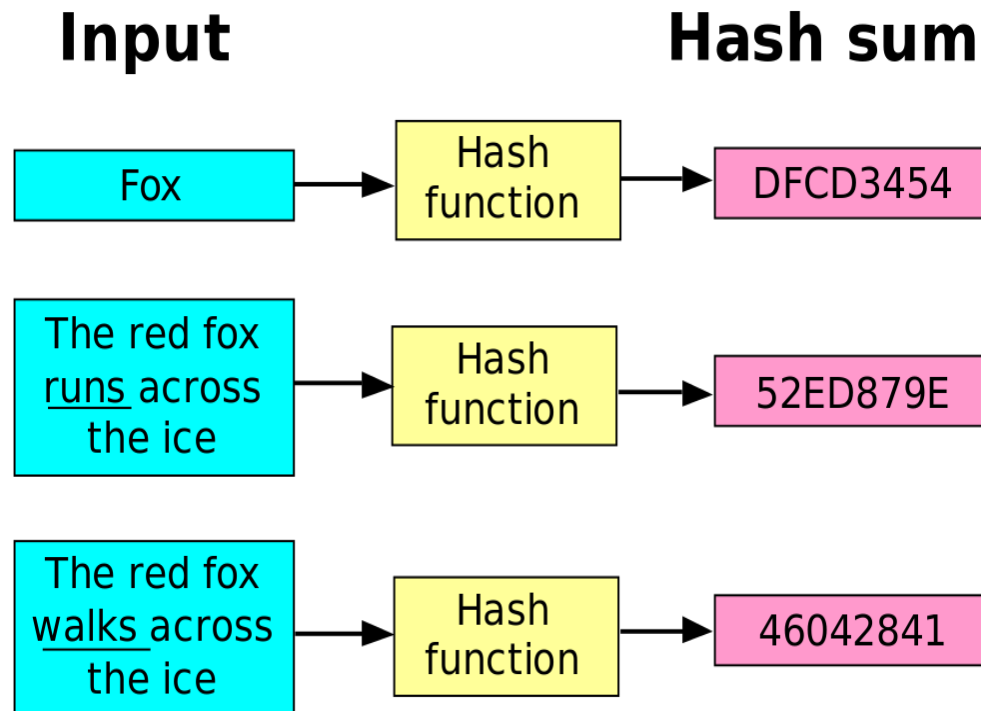 Input
Hash sum
Fox
Hash
function
DFCD3454
The red fox
runs across
the ice
Hash
function
52ED879E
The red fox
walks across
the ice
Hash
function
46042841